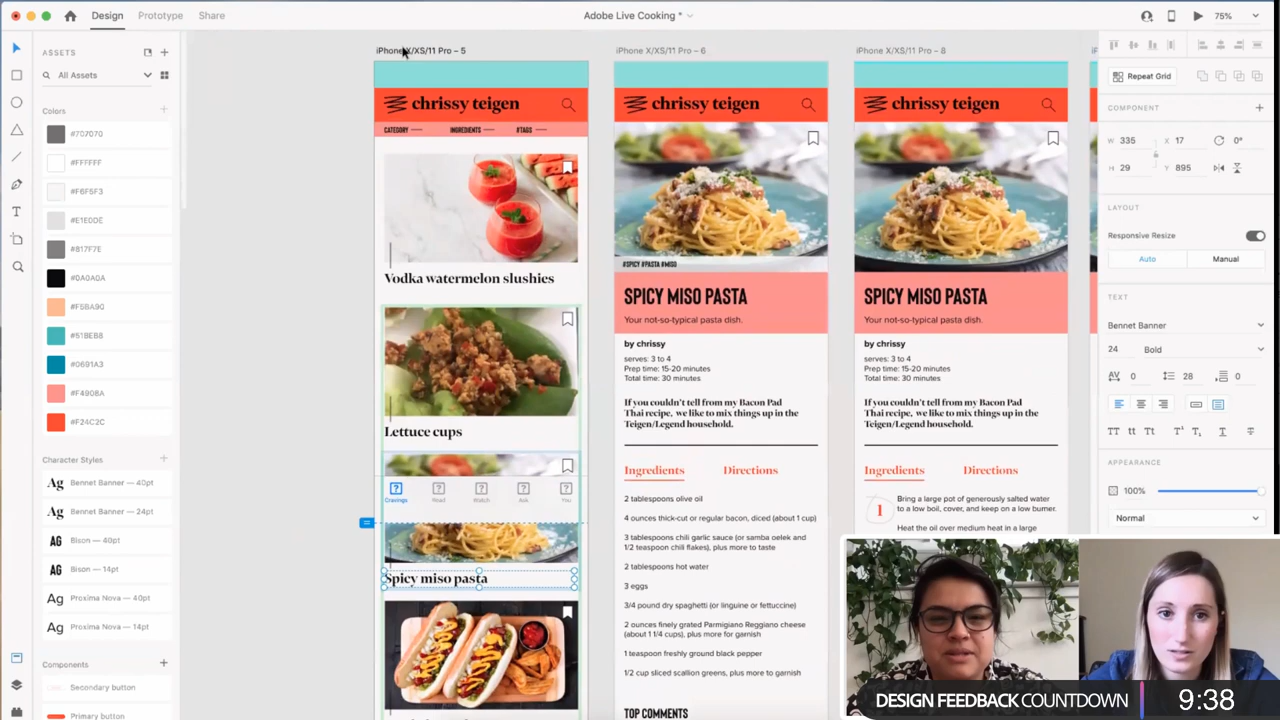 Design Prototype Share
Adobe Live Cooking *
75%
ASSETS
All Assets
Colors
#707070
#FFFFFF
#F6F5F3
#E1E0DE
#817F7E
#0A0A0A
#F5BA90
#51BEB8
#0691A3
#F4908A
#F24C2C
Character Styles
Ag Bennet Banner — 40pt
Ag Bennet Banner — 24pt
AG Bison — 40pt
AG Bison — 14pt
Ag Proxima Nova — 40pt
Ag Proxima Nova — 14pt
Components
Secondary button
Primary button
iPhone X/XS/11 Pro – 5
chrissy teigen
CATEGORY INGREDIENTS #TAGS
Vodka watermelon slushies
Lettuce cups
Cravings Read Watch Ask You
Spicy miso pasta
iPhone X/XS/11 Pro – 6
chrissy teigen
#SPICY #PASTA #MISO
SPICY MISO PASTA
Your not-so-typical pasta dish.
by chrissy
serves: 3 to 4
Prep time: 15-20 minutes
Total time: 30 minutes
If you couldn't tell from my Bacon Pad
Thai recipe, we like to mix things up in the
Teigen/Legend household.
Ingredients Directions
2 tablespoons olive oil
4 ounces thick-cut or regular bacon, diced (about 1 cup)
3 tablespoons chili garlic sauce (or samba oelek and
1/2 teaspoon chili flakes), plus more to taste
2 tablespoons hot water
3 eggs
3/4 pound dry spaghetti (or linguine or fettuccine)
2 ounces finely grated Parmigiano Reggiano cheese
(about 1 1/4 cups), plus more for garnish
1 teaspoon freshly ground black pepper
1/2 cup sliced scallion greens, plus more to garnish
TOP COMMENTS
iPhone X/XS/11 Pro – 8
chrissy teigen
SPICY MISO PASTA
Your not-so-typical pasta dish.
by chrissy
serves: 3 to 4
Prep time: 15-20 minutes
Total time: 30 minutes
If you couldn't tell from my Bacon Pad
Thai recipe, we like to mix things up in the
Teigen/Legend household.
Ingredients Directions
1
Bring a large pot of generously salted water
to a low boil, cover, and keep on a low burner.
Heat the oil over medium heat in a large
Repeat Grid
COMPONENT
W 335 X 17 0°
H 29 Y 895
LAYOUT
Responsive Resize
Auto Manual
TEXT
Bennet Banner
24 Bold
AV 0 28 0
TT tt Tt T¹ T₁ T T
APPEARANCE
100%
Normal
DESIGN FEEDBACK COUNTDOWN 9:38